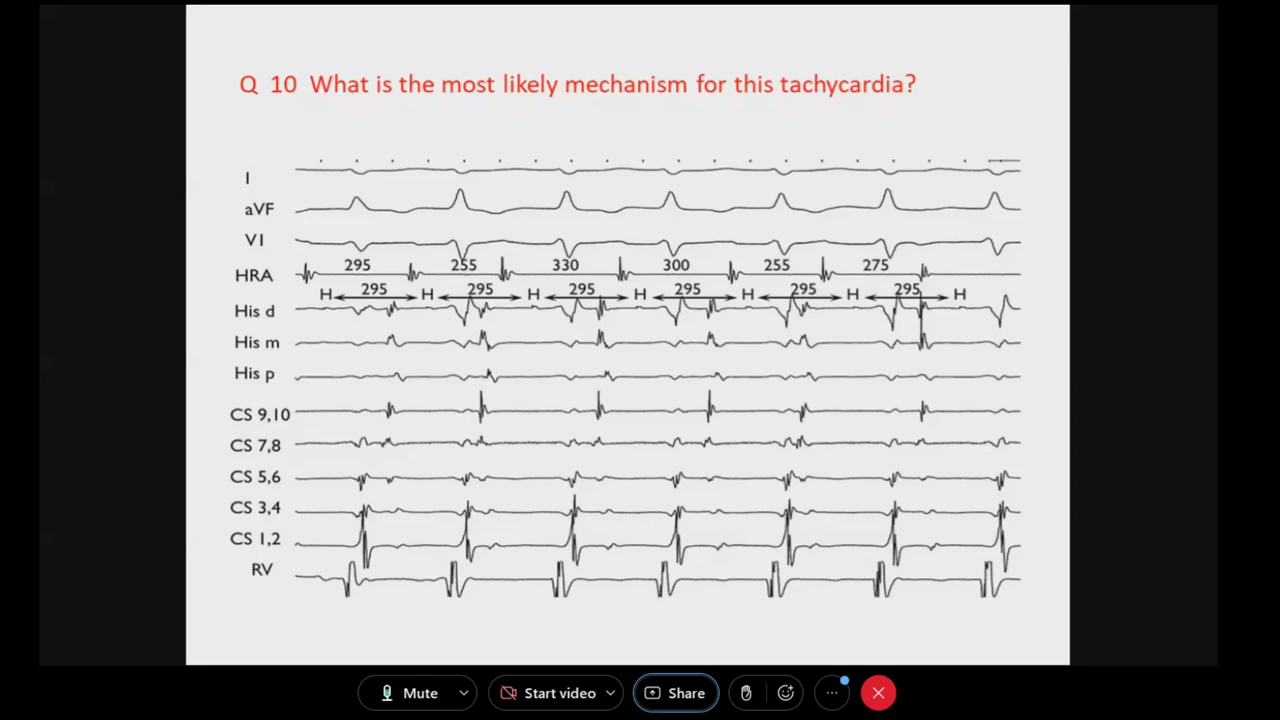 Q 10 What is the most likely mechanism for this tachycardia?
I
aVF
V1
HRA 295 255 330 300 255 275
H 295 H 295 H 295 H 295 H 295 H 295 H
His d
His m
His p
CS 9,10
CS 7,8
CS 5,6
CS 3,4
CS 1,2
RV
Mute Start video Share